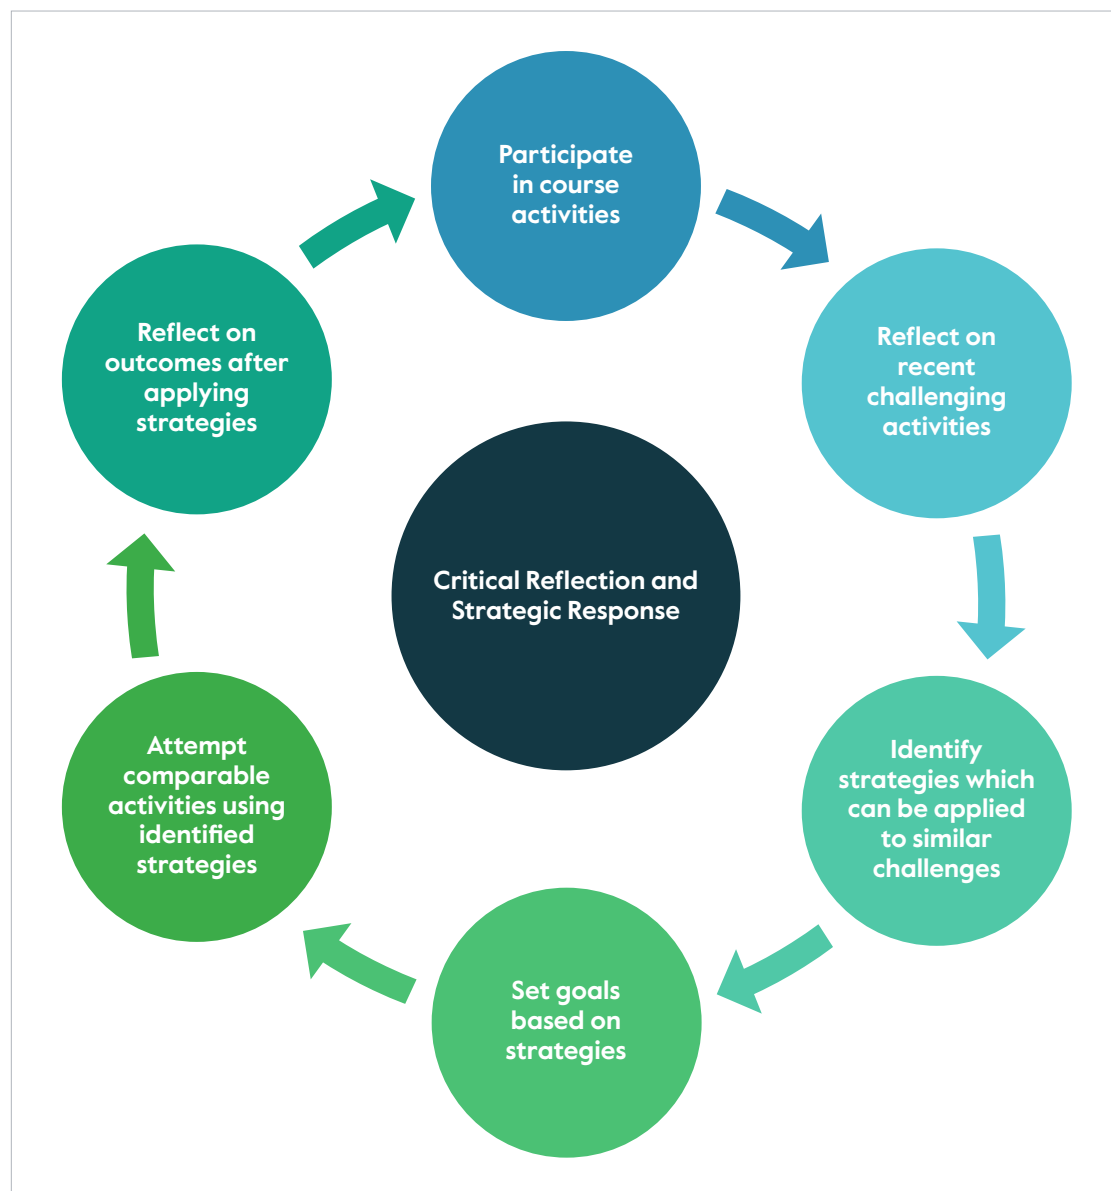 Participate
in course
activities
Reflect on
recent
challenging
activities
Identify
strategies which
can be applied
to similar
challenges
Set goals
based on
strategies
Attempt
comparable
activities using
identified
strategies
Reflect on
outcomes after
applying
strategies
Critical Reflection and
Strategic Response